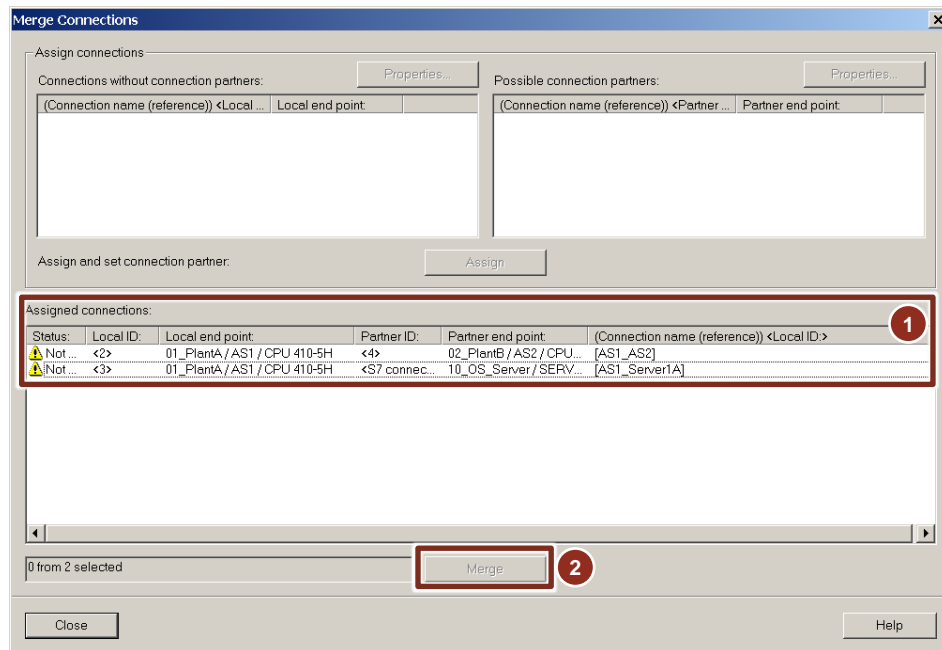 Merge Connections
Assign connections
Connections without connection partners:
Properties...
Possible connection partners:
Properties...
(Connection name (reference)) <Local ... Local end point:
(Connection name (reference)) <Partner ... Partner end point:
Assign and set connection partner:
Assign
Assigned connections:
1
Status: Local ID: Local end point: Partner ID: Partner end point: (Connection name (reference)) <Local ID:>
Not ... <2> 01_PlantA / AS1 / CPU 410-5H <4> 02_PlantB / AS2 / CPU... [AS1_AS2]
Not ... <3> 01_PlantA / AS1 / CPU 410-5H <S7 connec... 10_OS_Server / SERV... [AS1_Server1A]
0 from 2 selected
Merge
2
Close
Help